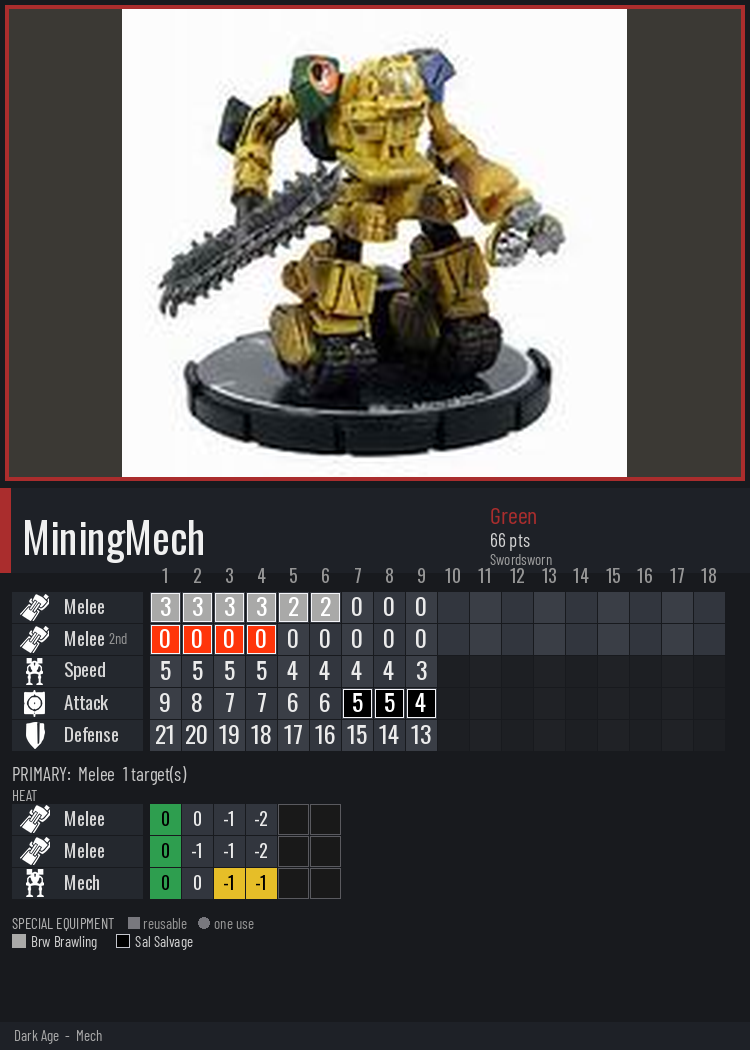 MiningMech
Green
66 pts
Swordsworn
1 2 3 4 5 6 7 8 9 10 11 12 13 14 15 16 17 18
Melee 3 3 3 3 2 2 0 0 0
Melee 2nd 0 0 0 0 0 0 0 0 0
Speed 5 5 5 5 4 4 4 4 3
Attack 9 8 7 7 6 6 5 5 4
Defense 21 20 19 18 17 16 15 14 13
PRIMARY: Melee 1 target(s)
HEAT
Melee 0 0 -1 -2
Melee 0 -1 -1 -2
Mech 0 0 -1 -1
SPECIAL EQUIPMENT reusable one use
Brw Brawling Sal Salvage
Dark Age - Mech